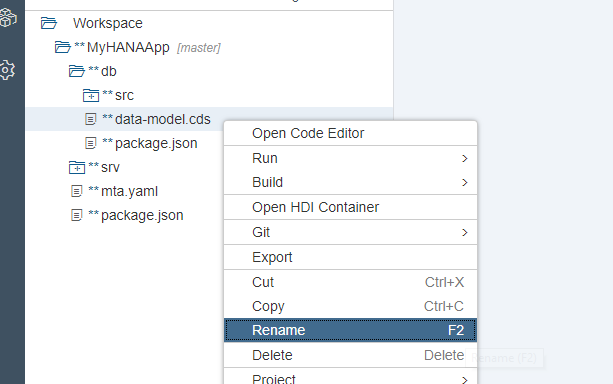 Workspace
** MyHANAApp [master]
** db
** src
** data-model.cds
** package.json
** srv
** mta.yaml
** package.json
Open Code Editor
Run >
Build >
Open HDI Container
Git >
Export
Cut Ctrl+X
Copy Ctrl+C
Rename F2
Delete Delete
Rename (F2)
Project >